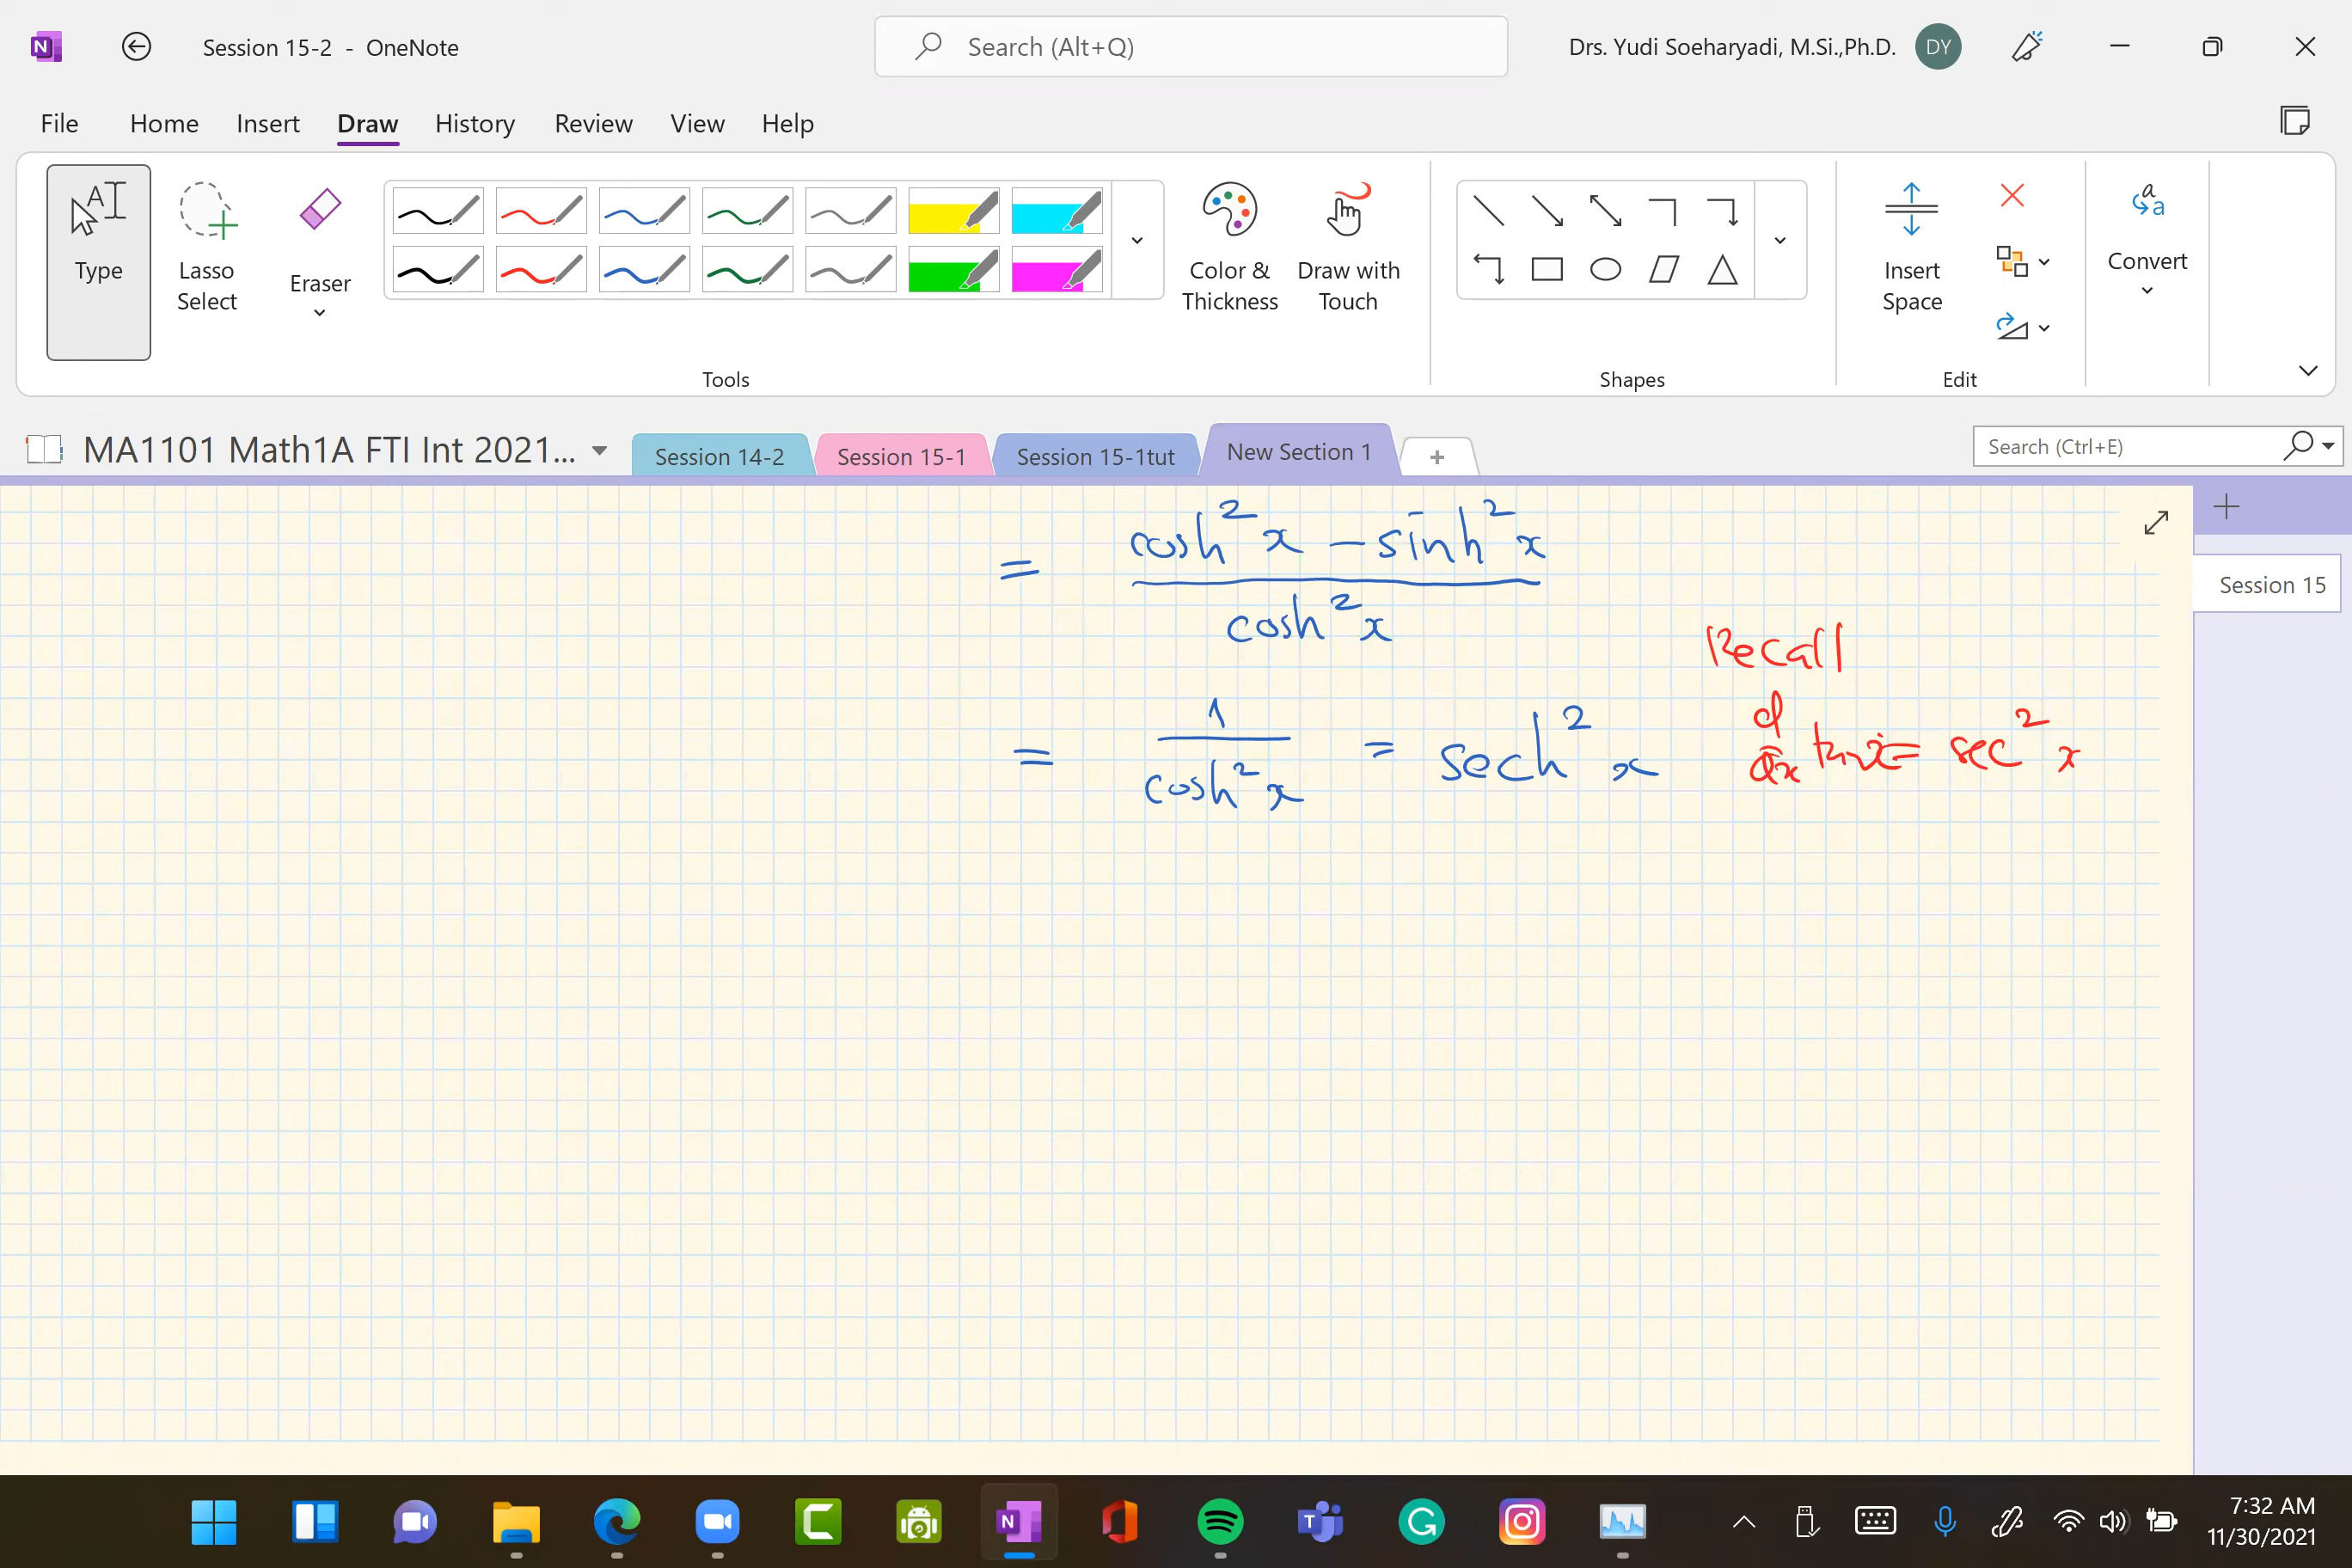 Session 15-2 - OneNote
Search (Alt+Q)
Drs. Yudi Soeharyadi, M.Si.,Ph.D.
DY
File Home Insert Draw History Review View Help
Type
Lasso Select
Eraser
Color & Thickness
Draw with Touch
Insert Space
Convert
Tools
Shapes
Edit
MA1101 Math1A FTI Int 2021...
Session 14-2
Session 15-1
Session 15-1tut
New Section 1
+
Search (Ctrl+E)
Session 15
= cosh²x − sinh²x / cosh²x
= 1 / cosh²x = sech²x
Recall
d/dx tan x = sec²x
7:32 AM
11/30/2021